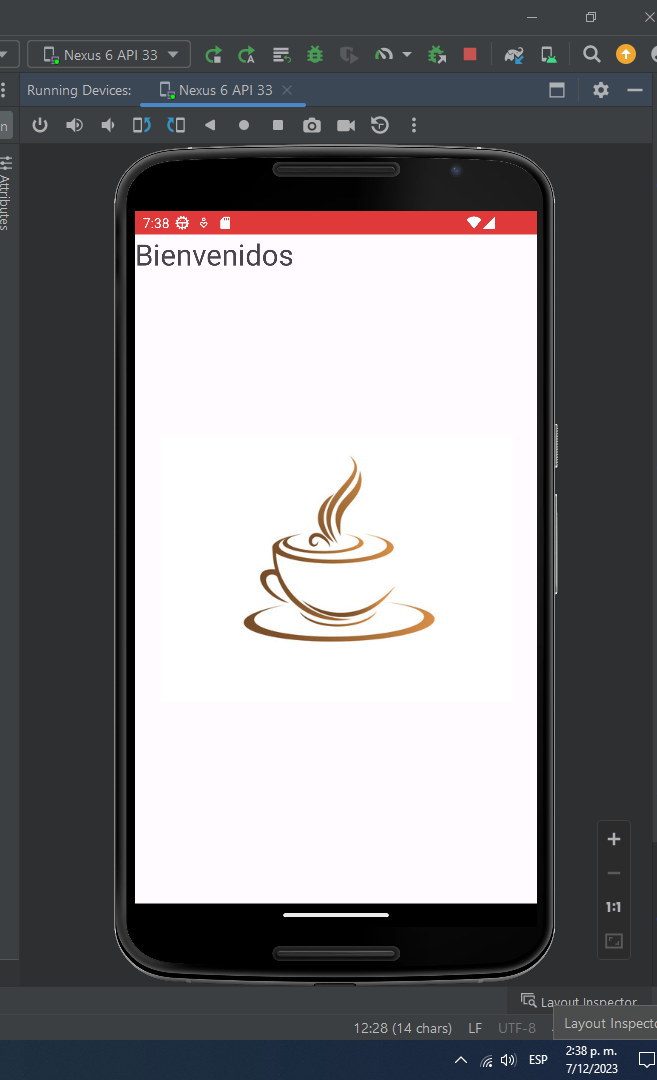 Nexus 6 API 33
Running Devices:
Nexus 6 API 33
Attributes
7:38
Bienvenidos
1:1
Layout Inspector
12:28 (14 chars)
LF
UTF-8
Layout Inspecto
ESP
2:38 p. m.
7/12/2023